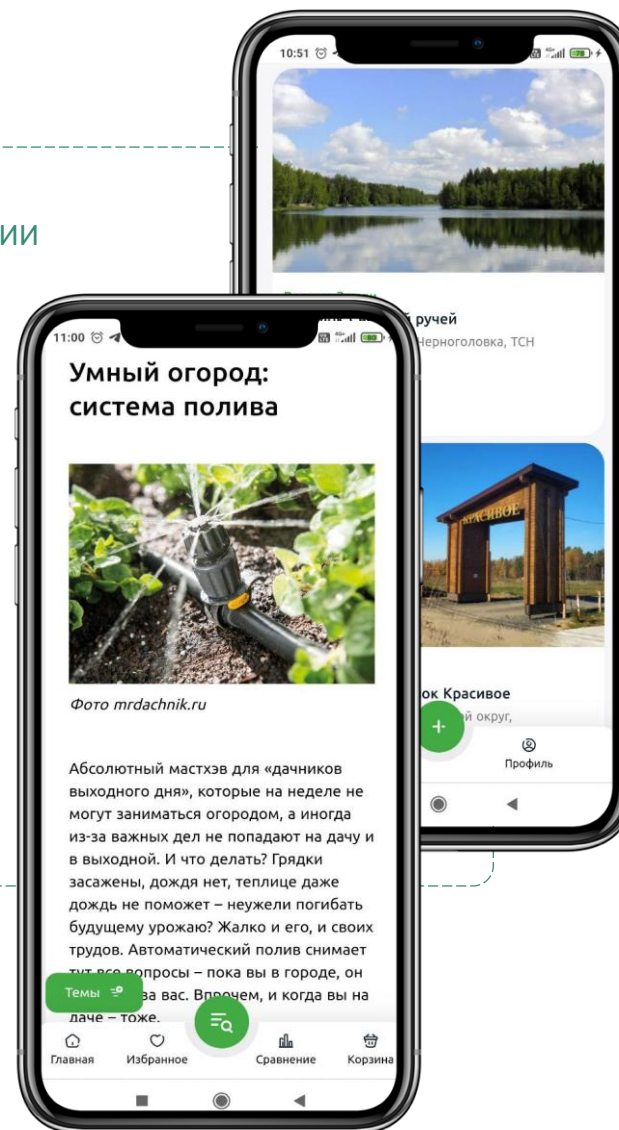 ии
10:51
78
ручей
Черноголовка, ТСН
КРАСИВОЕ
ок Красивое
й округ,
Профиль
11:00
80
Умный огород:
система полива
Фото mrdachnik.ru
Абсолютный мастхэв для «дачников
выходного дня», которые на неделе не
могут заниматься огородом, а иногда
из-за важных дел не попадают на дачу и
в выходной. И что делать? Грядки
засажены, дождя нет, теплице даже
дождь не поможет – неужели погибать
будущему урожаю? Жалко и его, и своих
трудов. Автоматический полив снимает
тут все вопросы – пока вы в городе, он
за вас. Впрочем, и когда вы на
даче – тоже.
Темы
Главная
Избранное
Сравнение
Корзина